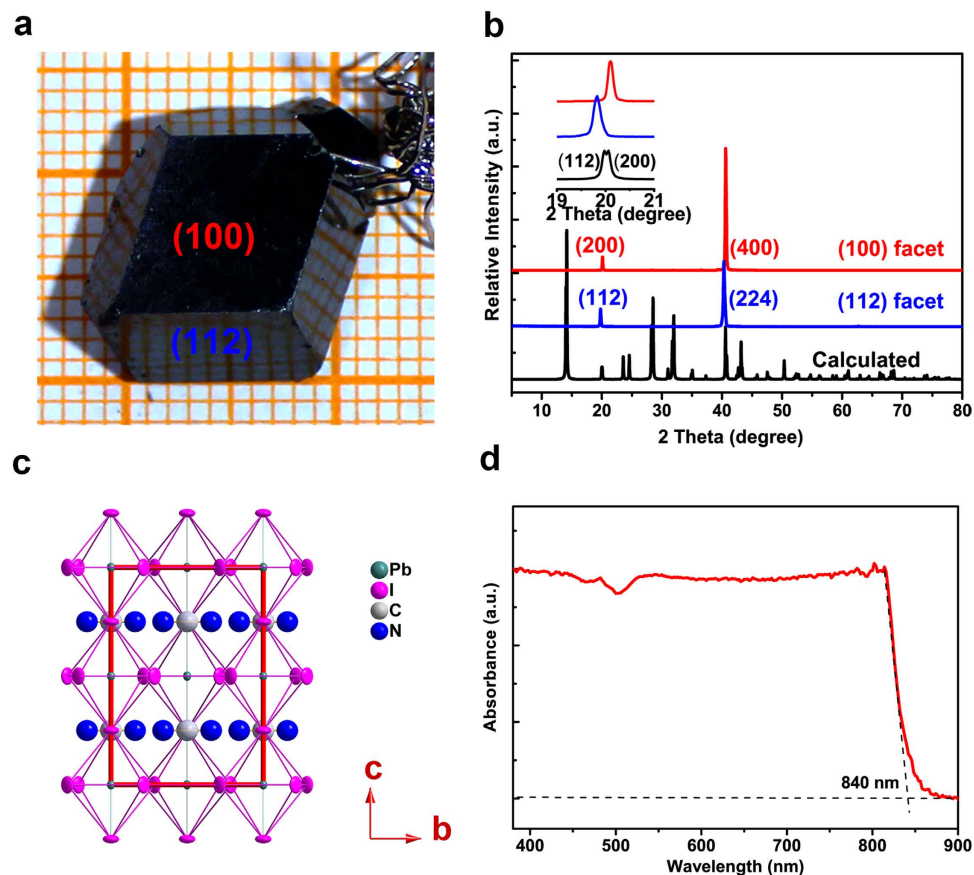 a
(100)
(112)
b
Relative Intensity (a.u.)
(112) (200)
19 20 21
2 Theta (degree)
(200) (400) (100) facet
(112) (224) (112) facet
Calculated
10 20 30 40 50 60 70 80
2 Theta (degree)
c
Pb
I
C
N
c
b
d
Absorbance (a.u.)
840 nm
400 500 600 700 800 900
Wavelength (nm)